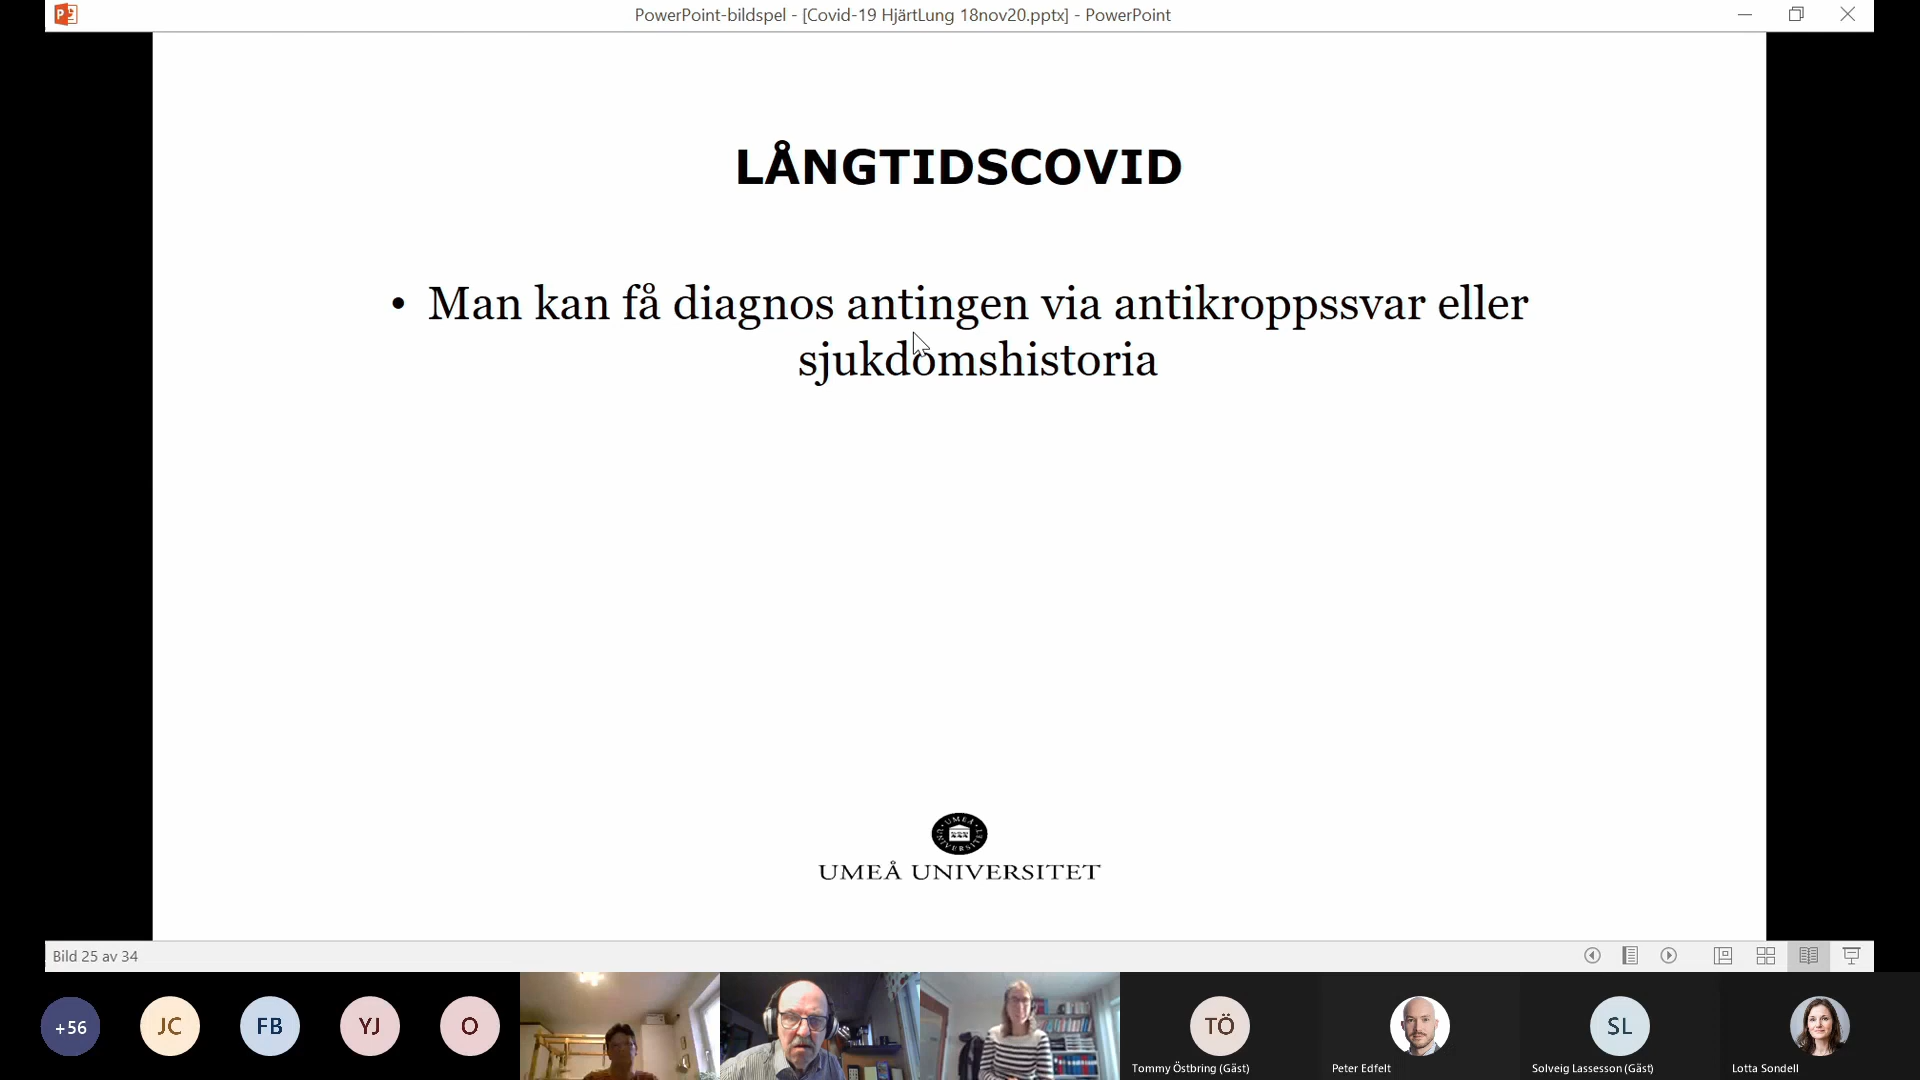 PowerPoint-bildspel - [Covid-19 HjärtLung 18nov20.pptx] - PowerPoint
LÅNGTIDSCOVID
• Man kan få diagnos antingen via antikroppssvar eller
sjukdomshistoria
UMEÅ UNIVERSITET
Bild 25 av 34
+56
JC
FB
YJ
O
TÖ
SL
Tommy Östbring (Gäst)
Peter Edfelt
Solveig Lassesson (Gäst)
Lotta Sondell